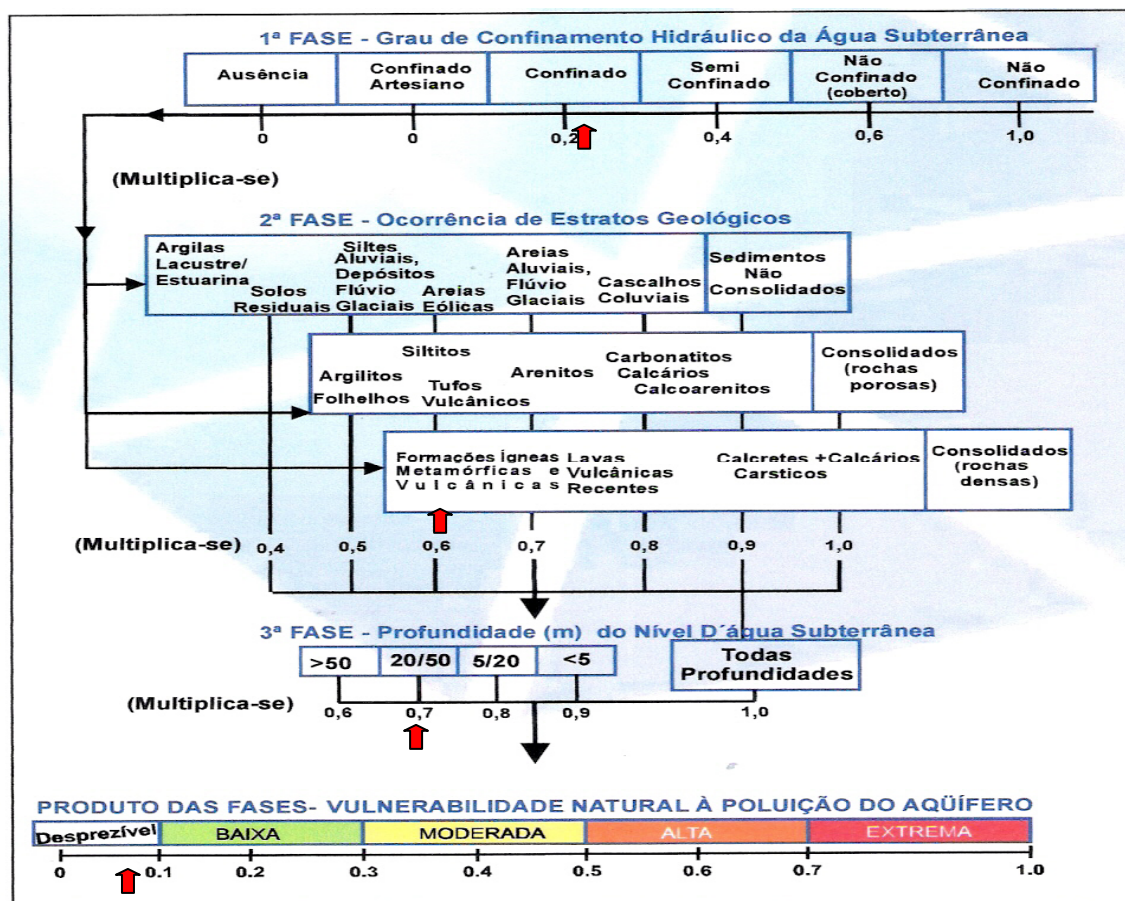 1ª FASE - Grau de Confinamento Hidráulico da Água Subterrânea
Ausência
Confinado
Artesiano
Confinado
Semi
Confinado
Não
Confinado
(coberto)
Não
Confinado
0
0
0,2
0,4
0,6
1,0
(Multiplica-se)
2ª FASE - Ocorrência de Estratos Geológicos
Argilas
Lacustre/
Estuarina
Solos
Residuais
Siltes
Aluviais,
Depósitos
Flúvio
Glaciais
Areias
Eólicas
Areias
Aluviais,
Flúvio
Glaciais
Cascalhos
Coluviais
Sedimentos
Não
Consolidados
Argilitos
Folhelhos
Siltitos
Tufos
Vulcânicos
Arenitos
Carbonatitos
Calcários
Calcoarenitos
Consolidados
(rochas
porosas)
Formações Ígneas
Metamórficas e
Vulcânicas
Lavas
Vulcânicas
Recentes
Calcretes +Calcários
Carsticos
Consolidados
(rochas
densas)
(Multiplica-se)
0,4
0,5
0,6
0,7
0,8
0,9
1,0
3ª FASE - Profundidade (m) do Nível D´água Subterrânea
>50
20/50
5/20
<5
Todas
Profundidades
(Multiplica-se)
0,6
0,7
0,8
0,9
1,0
PRODUTO DAS FASES- VULNERABILIDADE NATURAL À POLUIÇÃO DO AQÜÍFERO
Desprezível
BAIXA
MODERADA
ALTA
EXTREMA
0
0.1
0.2
0.3
0.4
0.5
0.6
0.7
1.0